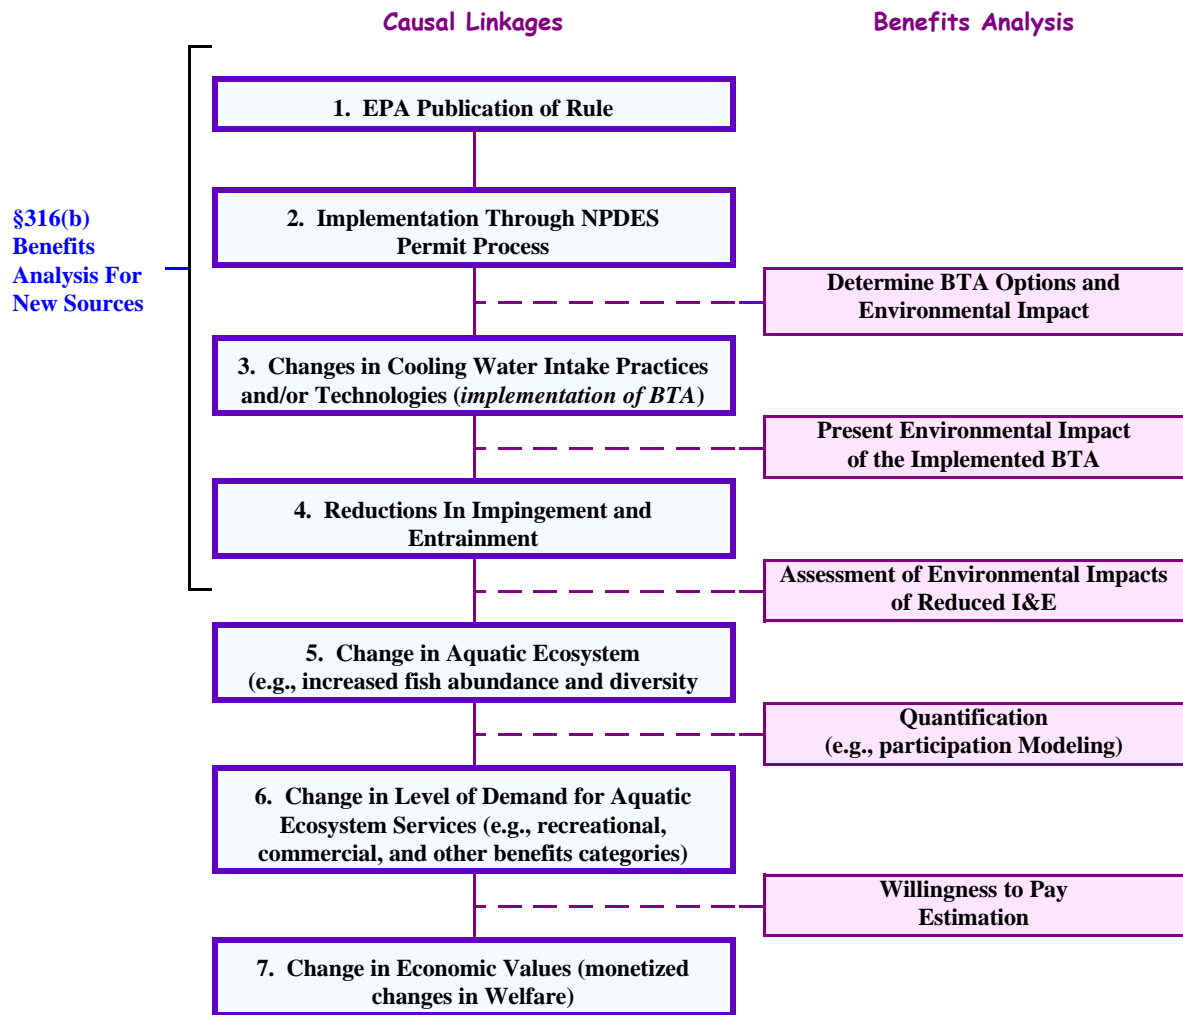 Causal Linkages
Benefits Analysis
§316(b)
Benefits
Analysis For
New Sources
1. EPA Publication of Rule
2. Implementation Through NPDES
Permit Process
Determine BTA Options and
Environmental Impact
3. Changes in Cooling Water Intake Practices
and/or Technologies (implementation of BTA)
Present Environmental Impact
of the Implemented BTA
4. Reductions In Impingement and
Entrainment
Assessment of Environmental Impacts
of Reduced I&E
5. Change in Aquatic Ecosystem
(e.g., increased fish abundance and diversity
Quantification
(e.g., participation Modeling)
6. Change in Level of Demand for Aquatic
Ecosystem Services (e.g., recreational,
commercial, and other benefits categories)
Willingness to Pay
Estimation
7. Change in Economic Values (monetized
changes in Welfare)